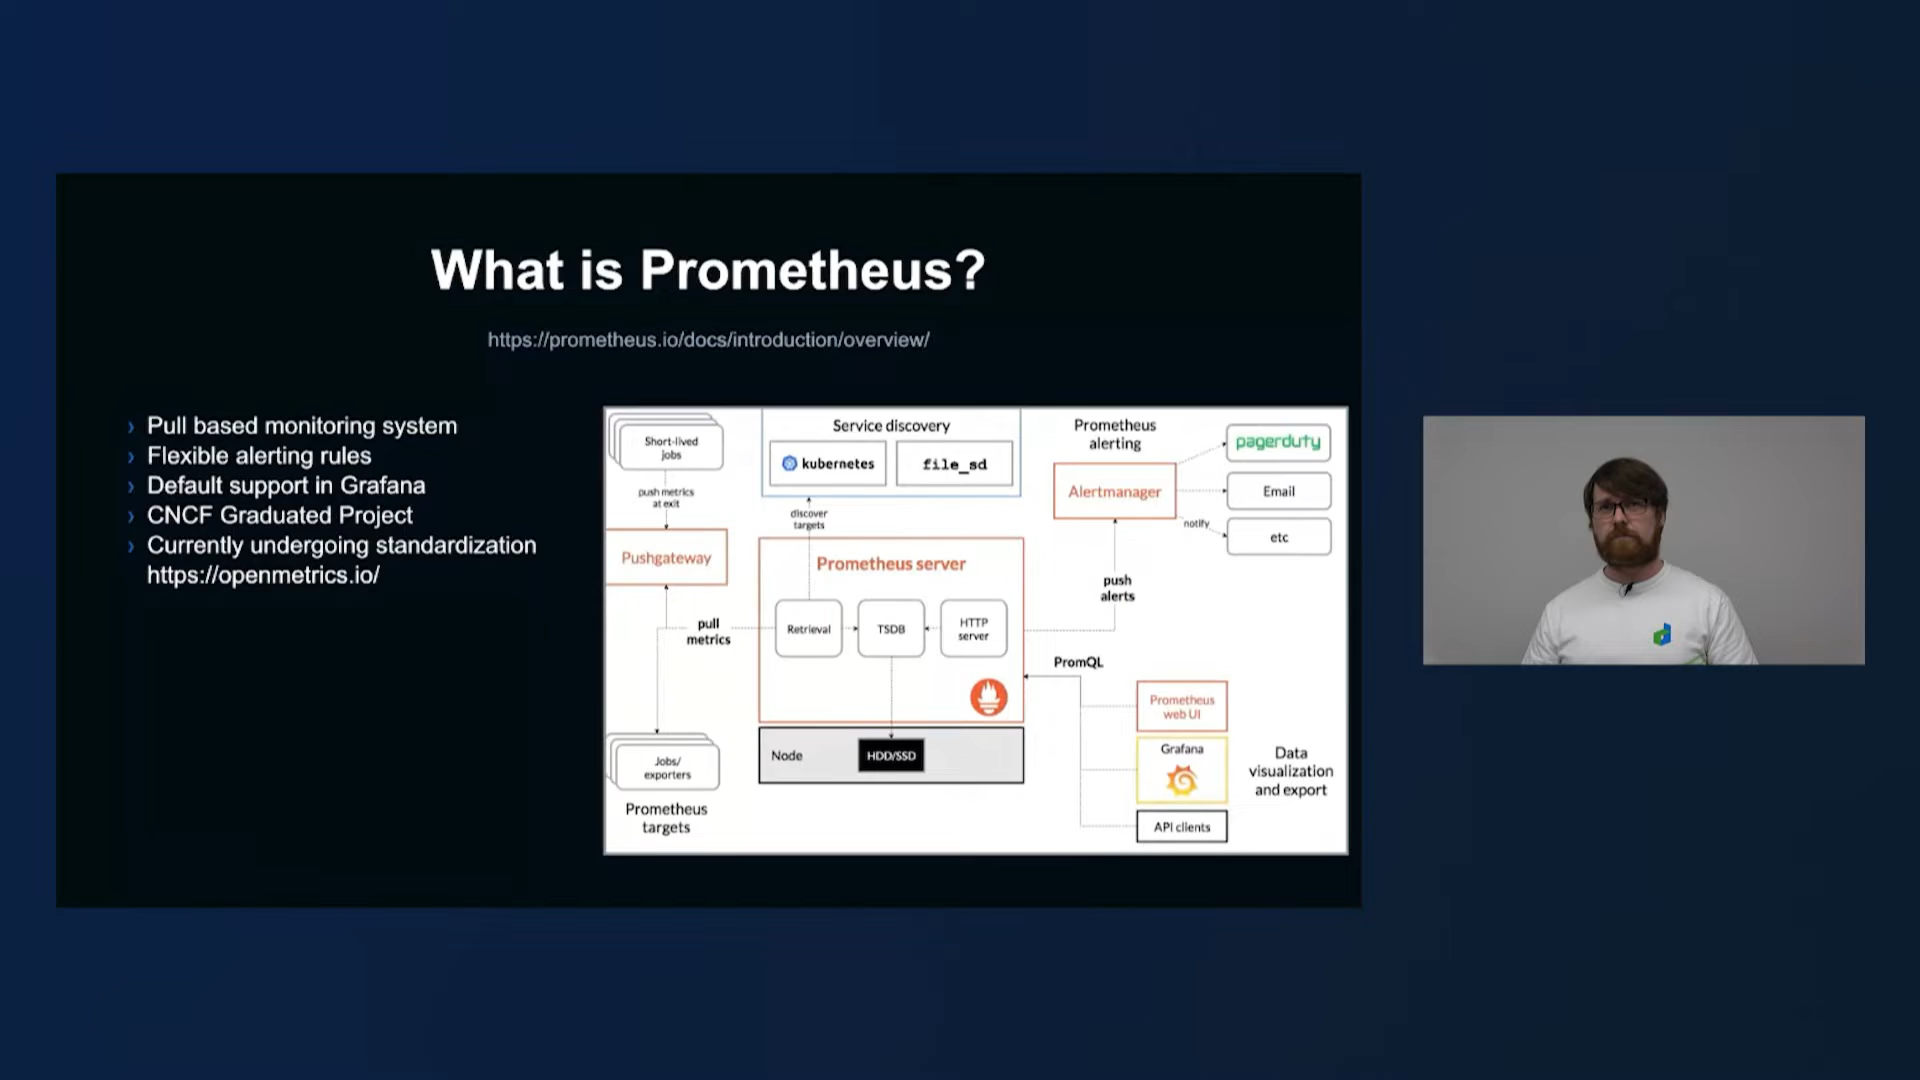 What is Prometheus?
https://prometheus.io/docs/introduction/overview/
› Pull based monitoring system
› Flexible alerting rules
› Default support in Grafana
› CNCF Graduated Project
› Currently undergoing standardization
https://openmetrics.io/
Short-lived
jobs
push metrics
at exit
Pushgateway
pull
metrics
Jobs/
exporters
Prometheus
targets
Service discovery
kubernetes
file_sd
discover
targets
Prometheus server
Retrieval
TSDB
HTTP
server
Node
HDD/SSD
Prometheus
alerting
Alertmanager
pagerduty
Email
notify
etc
push
alerts
PromQL
Prometheus
web UI
Grafana
API clients
Data
visualization
and export